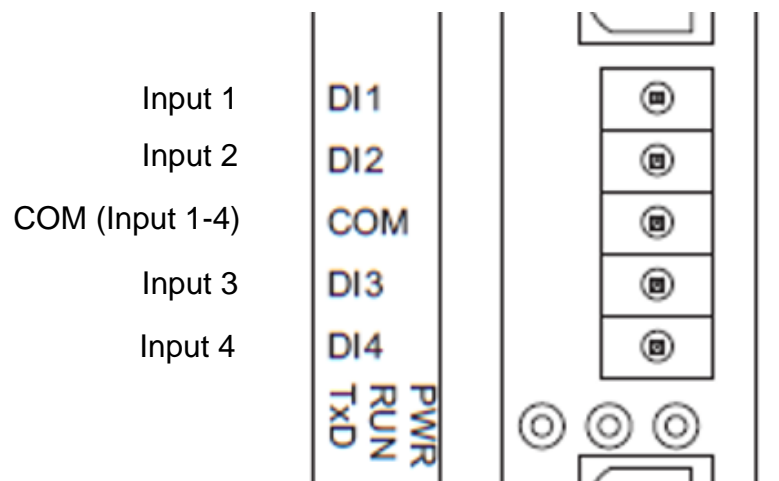 Input 1 DI1
Input 2 DI2
COM (Input 1-4) COM
Input 3 DI3
Input 4 DI4
TxD
RUN
PWR